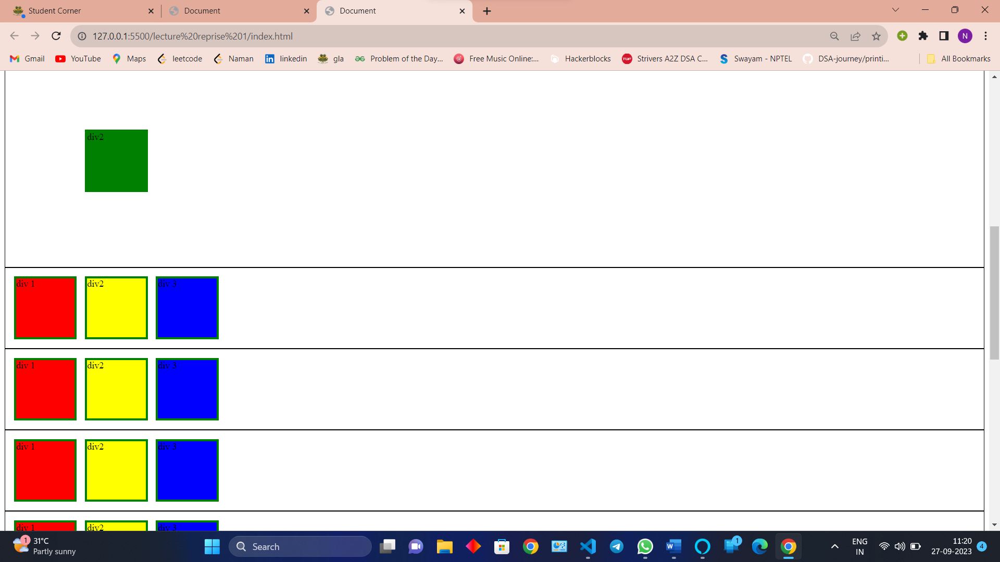 Student Corner
Document
Document
127.0.0.1:5500/lecture%20reprise%201/index.html
N
Gmail
YouTube
Maps
leetcode
Naman
linkedin
gla
Problem of the Day...
Free Music Online:...
Hackerblocks
TUF
Strivers A2Z DSA C...
Swayam - NPTEL
DSA-journey/printi...
All Bookmarks
div2
div 1 div2 div 3
div 1 div2 div 3
div 1 div2 div 3
div 1 div2 div 3
1
31°C
Partly sunny
Search
1
ENG
IN
11:20
27-09-2023
4